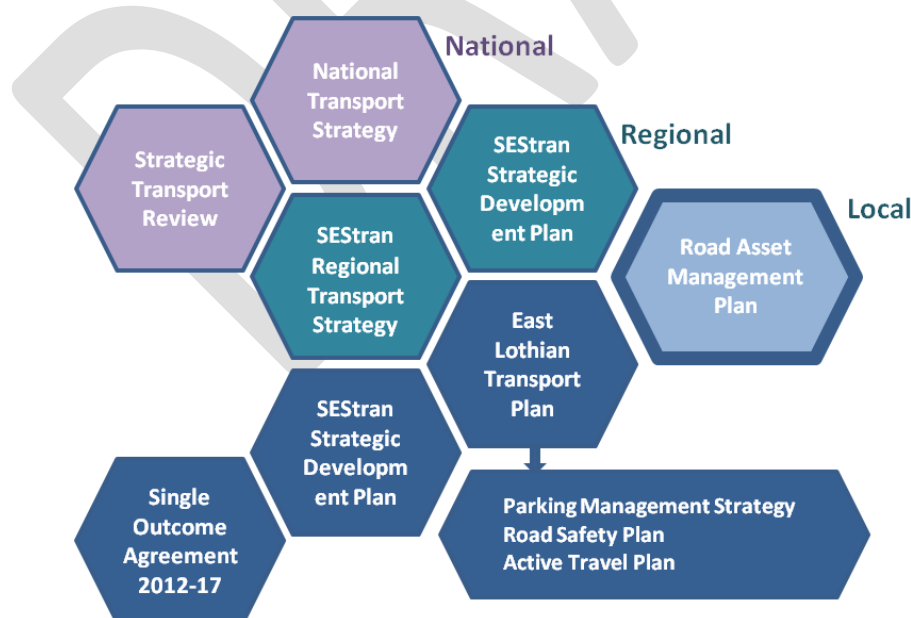 National
National
Transport
Strategy
Strategic
Transport
Review
Regional
SEStran
Strategic
Developm
ent Plan
SEStran
Regional
Transport
Strategy
Local
Road Asset
Management
Plan
East
Lothian
Transport
Plan
SEStran
Strategic
Developm
ent Plan
Single
Outcome
Agreement
2012-17
Parking Management Strategy
Road Safety Plan
Active Travel Plan